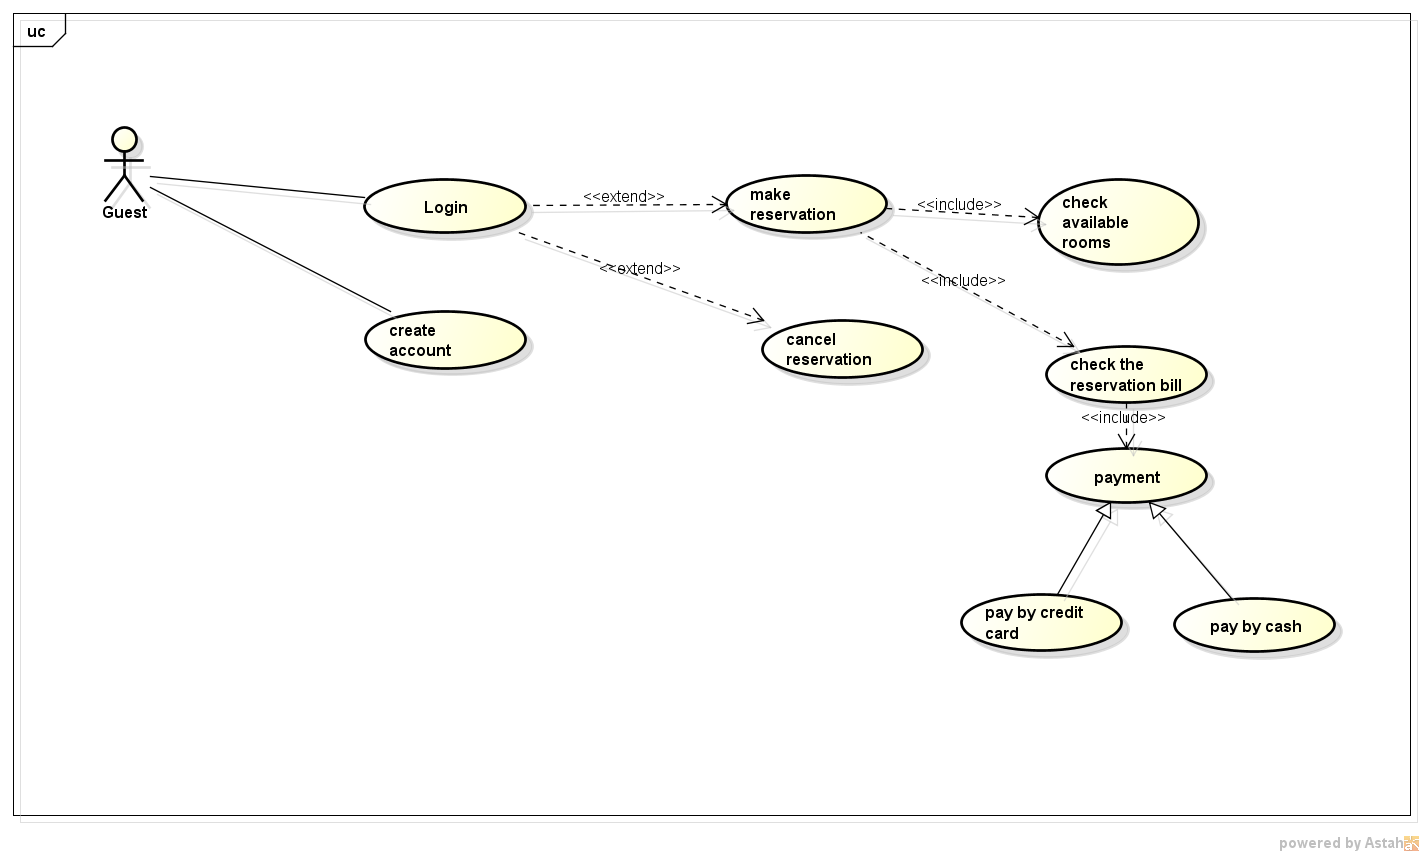 uc
Guest
Login
<<extend>>
make
reservation
<<include>>
check
available
rooms
<<extend>>
<<include>>
create
account
cancel
reservation
check the
reservation bill
<<include>>
payment
pay by credit
card
pay by cash
powered by Astah